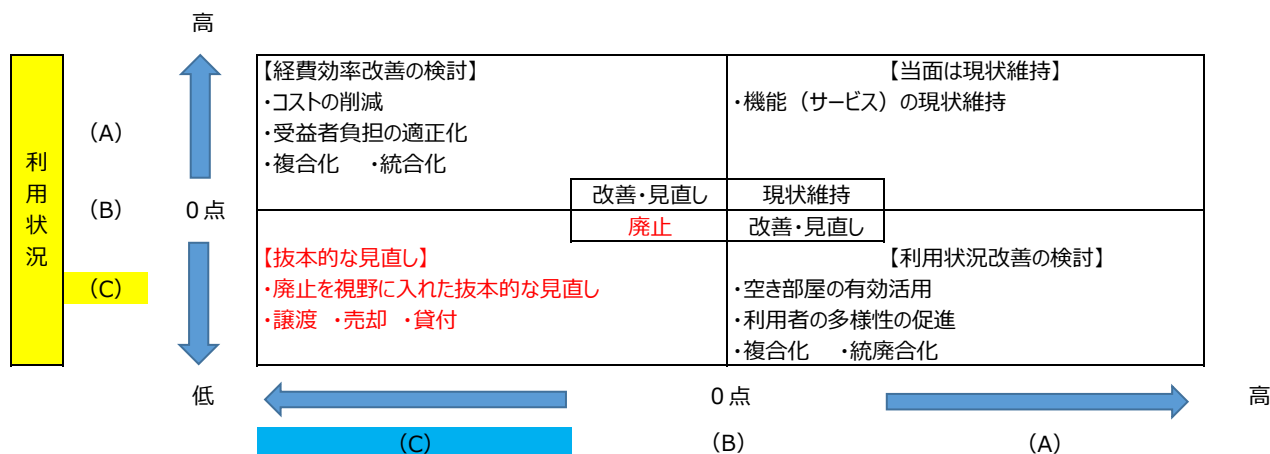 高
利用状況
(A)
(B)
(C)
0点
低
【経費効率改善の検討】
・コストの削減
・受益者負担の適正化
・複合化 ・統合化
【当面は現状維持】
・機能(サービス)の現状維持
改善・見直し 現状維持
廃止 改善・見直し
【抜本的な見直し】
・廃止を視野に入れた抜本的な見直し
・譲渡 ・売却 ・貸付
【利用状況改善の検討】
・空き部屋の有効活用
・利用者の多様性の促進
・複合化 ・統廃合化
0点
高
(C) (B) (A)